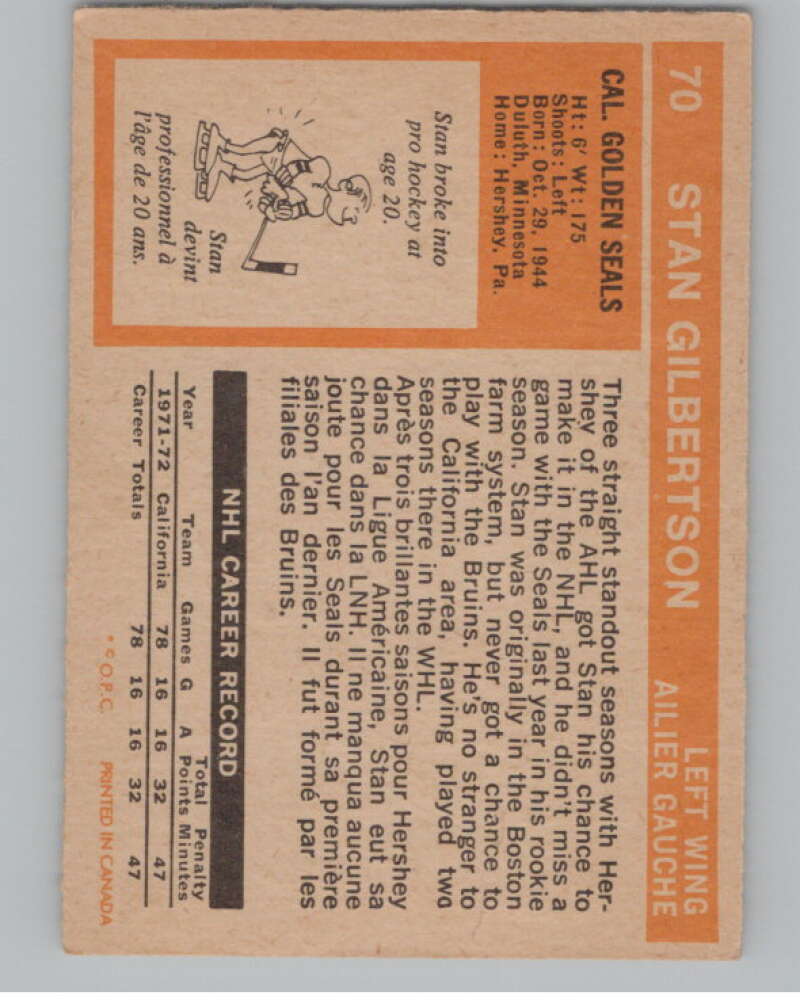 70 STAN GILBERTSON
LEFT WING
AILIER GAUCHE
CAL. GOLDEN SEALS
Ht: 6' Wt: 175
Shoots: Left
Born: Oct. 29, 1944
Duluth, Minnesota
Home: Hershey, Pa.
Stan broke into
pro hockey at
age 20.
Stan
devint
professionnel à
l'âge de 20 ans.
Three straight standout seasons with Her-
shey of the AHL got Stan his chance to
make it in the NHL, and he didn't miss a
game with the Seals last year in his rookie
season. Stan was originally in the Boston
farm system, but never got a chance to
play with the Bruins. He's no stranger to
the California area, having played two
seasons there in the WHL.
Après trois brillantes saisons pour Hershey
dans la Ligue Américaine, Stan eut sa
chance dans la LNH. Il ne manqua aucune
joute pour les Seals durant sa première
saison l'an dernier. Il fut formé par les
filiales des Bruins.
NHL CAREER RECORD
Total Penalty
Year Team Games G A Points Minutes
1971-72 California 78 16 16 32 47
Career Totals 78 16 16 32 47
* © O.P.C. PRINTED IN CANADA